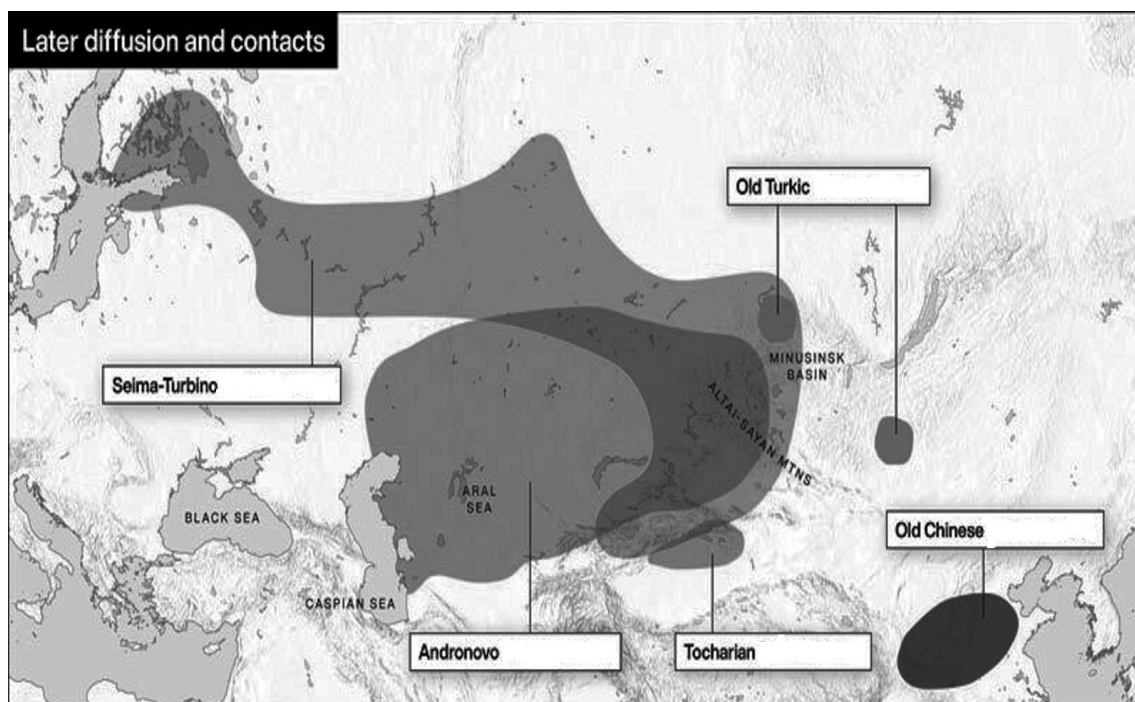 Later diffusion and contacts
Old Turkic
MINUSINSK
BASIN
Seima-Turbino
ALTAI-SAYAN MTNS
ARAL
SEA
BLACK SEA
Old Chinese
CASPIAN SEA
Andronovo
Tocharian